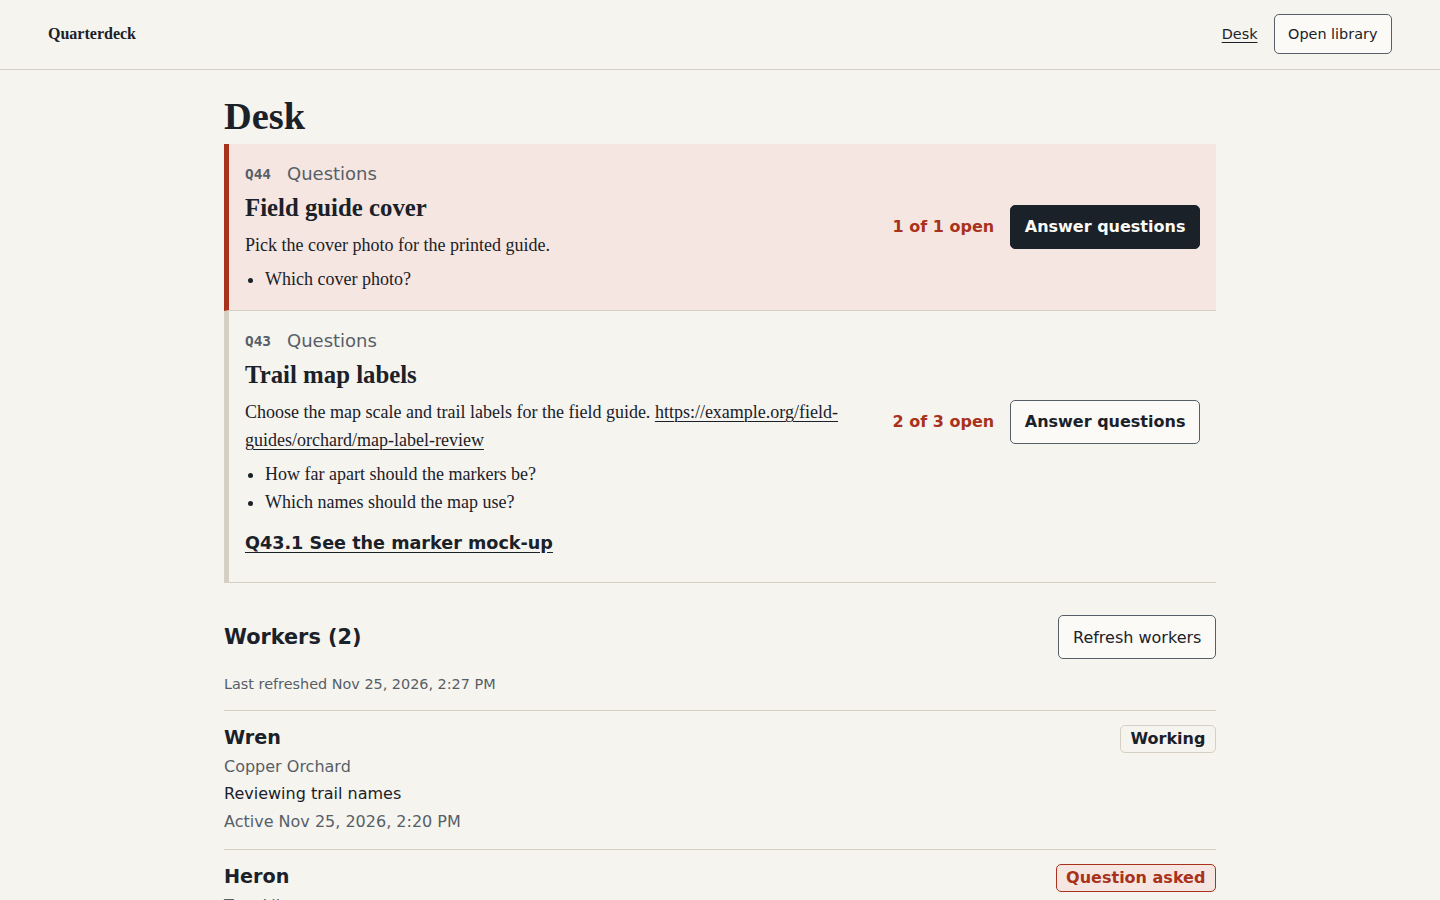 Quarterdeck
Desk
Open library
Desk
Q44 Questions
Field guide cover
Pick the cover photo for the printed guide.
• Which cover photo?
1 of 1 open
Answer questions
Q43 Questions
Trail map labels
Choose the map scale and trail labels for the field guide. https://example.org/field-
guides/orchard/map-label-review
• How far apart should the markers be?
• Which names should the map use?
Q43.1 See the marker mock-up
2 of 3 open
Answer questions
Workers (2)
Refresh workers
Last refreshed Nov 25, 2026, 2:27 PM
Wren
Working
Copper Orchard
Reviewing trail names
Active Nov 25, 2026, 2:20 PM
Heron
Question asked